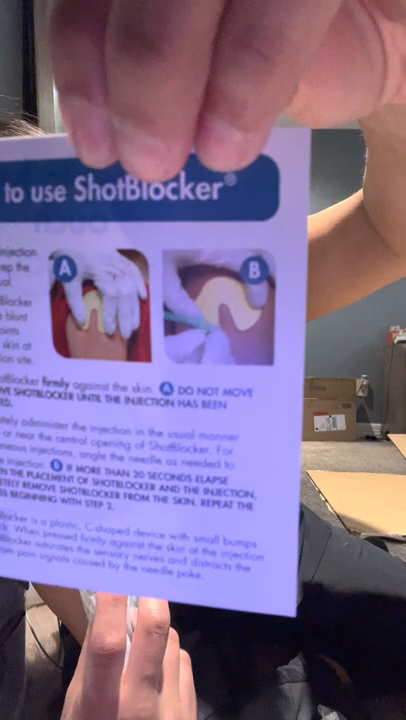 to use ShotBlocker®
injection
ep the
Blocker
blunt
oints
skin at
ion site.
A
B
otBlocker firmly against the skin. A DO NOT MOVE
VE SHOTBLOCKER UNTIL THE INJECTION HAS BEEN
ED.
tely administer the injection in the usual manner
or near the central opening of ShotBlocker. For
neous injections, angle the needle as needed to
e injection. B IF MORE THAN 20 SECONDS ELAPSE
EN THE PLACEMENT OF SHOTBLOCKER AND THE INJECTION,
ETELY REMOVE SHOTBLOCKER FROM THE SKIN. REPEAT THE
SS BEGINNING WITH STEP 2.
Blocker is a plastic, C-shaped device with small bumps
ck. When pressed firmly against the skin at the injection
Blocker saturates the sensory nerves and distracts the
om pain signals caused by the needle poke.